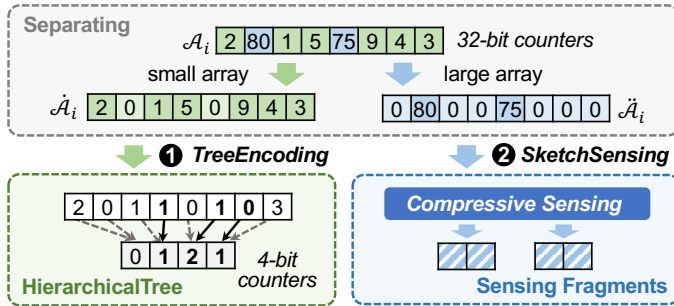 Separating
𝒜i 2 80 1 5 75 9 4 3 32-bit counters
small array large array
𝒜̇i 2 0 1 5 0 9 4 3 0 80 0 0 75 0 0 0 𝒜̈i
1 TreeEncoding 2 SketchSensing
2 0 1 1 0 1 0 3
0 1 2 1
4-bit
counters
HierarchicalTree
Compressive Sensing
Sensing Fragments